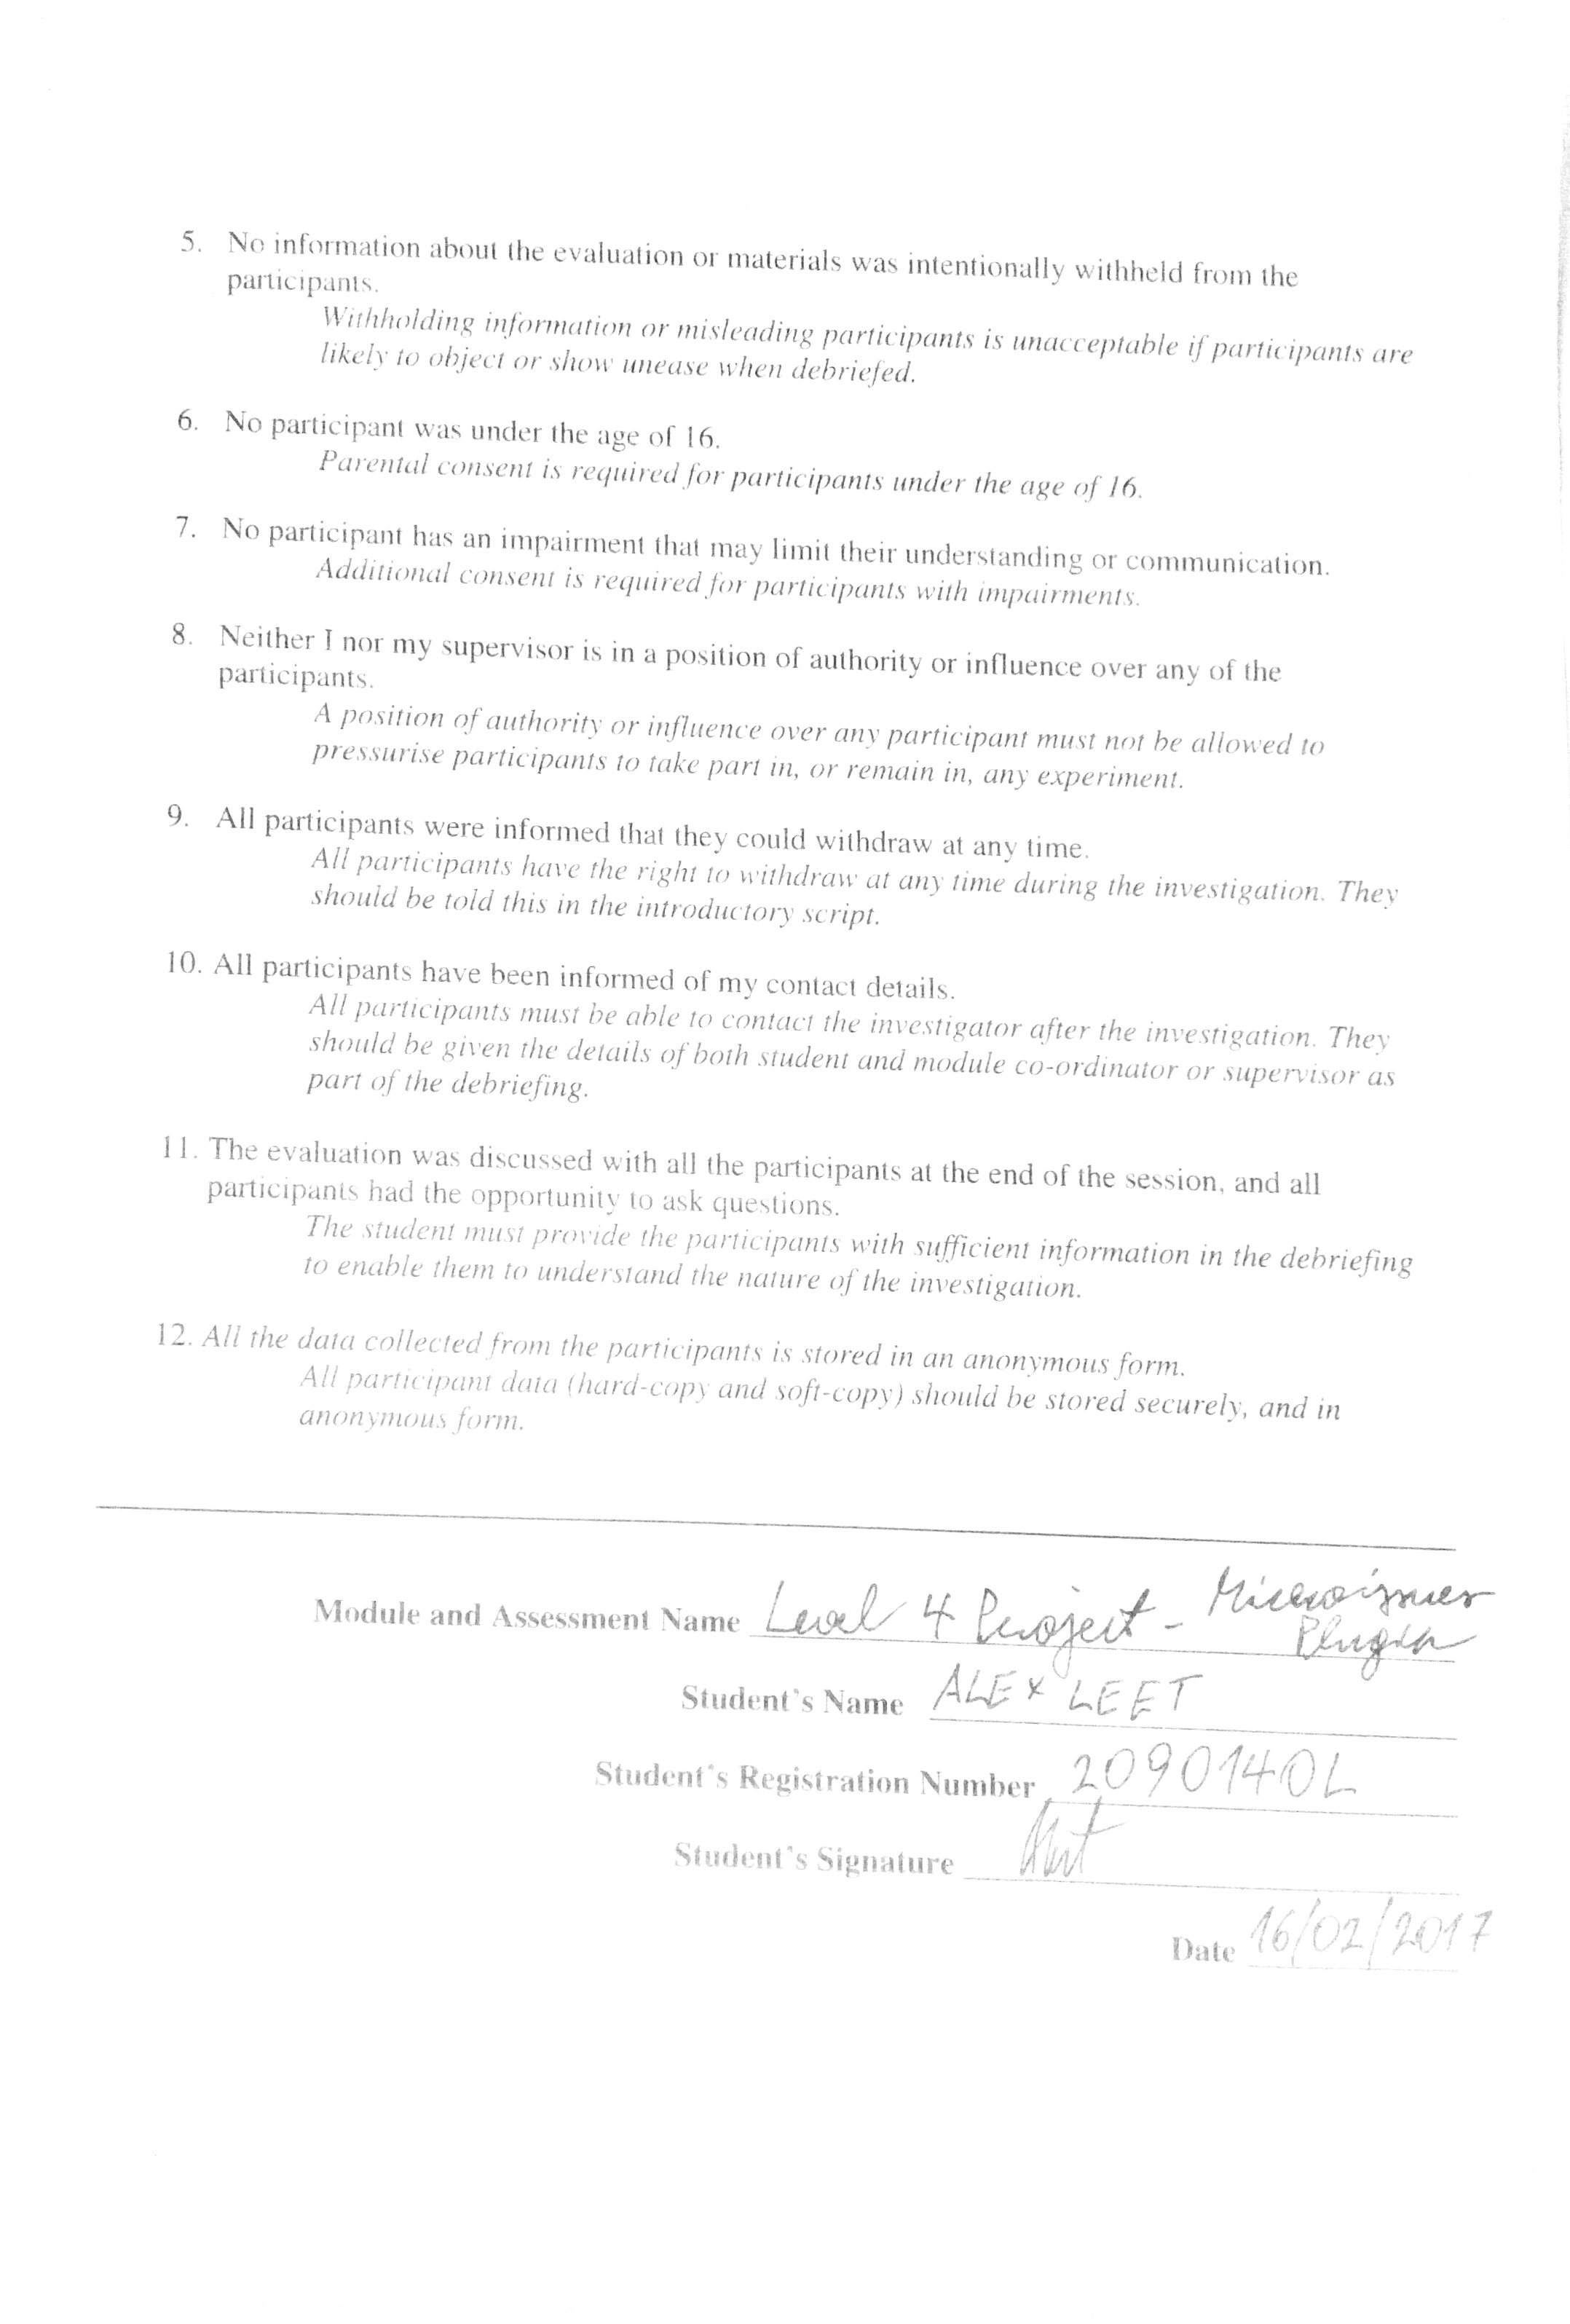 5. No information about the evaluation or materials was intentionally withheld from the
participants.
Withholding information or misleading participants is unacceptable if participants are
likely to object or show unease when debriefed.
6. No participant was under the age of 16.
Parental consent is required for participants under the age of 16.
7. No participant has an impairment that may limit their understanding or communication.
Additional consent is required for participants with impairments.
8. Neither I nor my supervisor is in a position of authority or influence over any of the
participants.
A position of authority or influence over any participant must not be allowed to
pressurise participants to take part in, or remain in, any experiment.
9. All participants were informed that they could withdraw at any time.
All participants have the right to withdraw at any time during the investigation. They
should be told this in the introductory script.
10. All participants have been informed of my contact details.
All participants must be able to contact the investigator after the investigation. They
should be given the details of both student and module co-ordinator or supervisor as
part of the debriefing.
11. The evaluation was discussed with all the participants at the end of the session, and all
participants had the opportunity to ask questions.
The student must provide the participants with sufficient information in the debriefing
to enable them to understand the nature of the investigation.
12. All the data collected from the participants is stored in an anonymous form.
All participant data (hard-copy and soft-copy) should be stored securely, and in
anonymous form.
Module and Assessment Name Level 4 Project - Microissues
Plugin
Student's Name ALEX LEET
Student's Registration Number 2090140L
Student's Signature
Date 16/02/2017